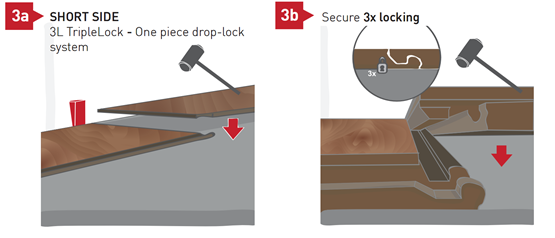 3a
SHORT SIDE
3L TripleLock - One piece drop-lock
system
3b
Secure 3x locking
3x